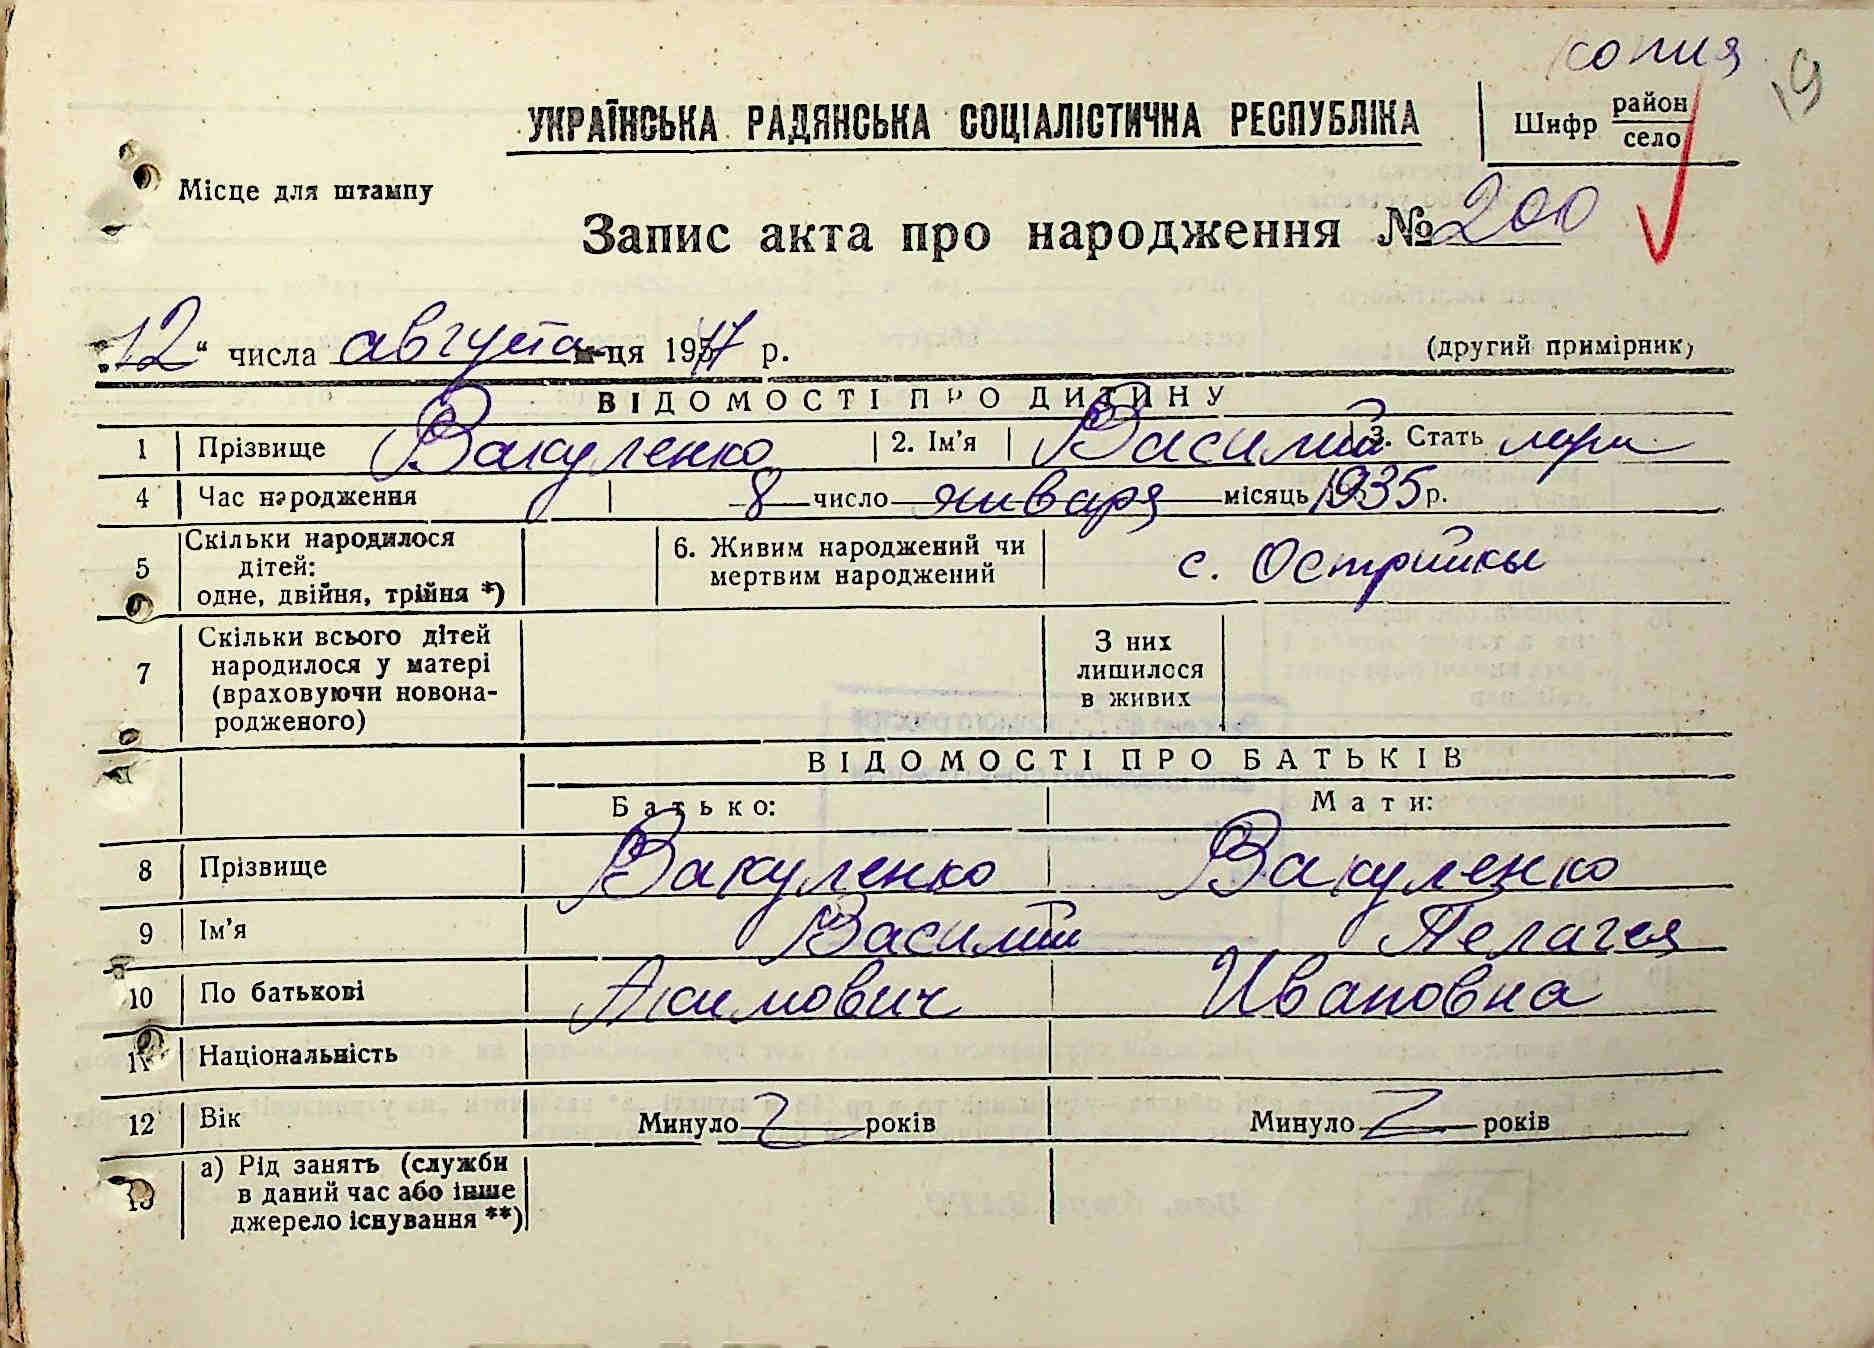 копия
19
УКРАЇНСЬКА РАДЯНСЬКА СОЦІАЛІСТИЧНА РЕСПУБЛІКА
Шифр район
село
Місце для штампу
Запис акта про народження № 200
„12“ числа августа м-ця 1977 р.
(другий примірник)
ВІДОМОСТІ ПРО ДИТИНУ
1 Прізвище Вакуленко 2. Ім’я Василий 3. Стать муж
4 Час народження 8 число января місяць 1935 р.
5 Скільки народилося дітей: одне, двійня, трійня *) 6. Живим народжений чи мертвим народжений с. Острийки
7 Скільки всього дітей народилося у матері (враховуючи новонародженого) З них лишилося в живих
ВІДОМОСТІ ПРО БАТЬКІВ
Батько: Мати:
8 Прізвище Вакуленко Вакуленко
9 Ім’я Василий Пелагея
10 По батькові Акимович Ивановна
11 Національність
12 Вік Минуло років Минуло років
13 а) Рід занять (служби в даний час або інше джерело існування **)